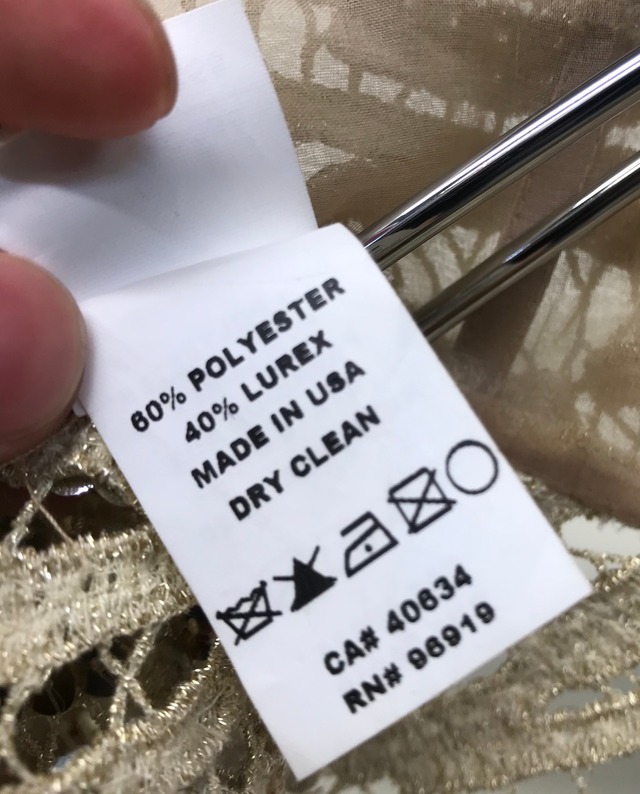 60% POLYESTER
40% LUREX
MADE IN USA
DRY CLEAN
CA# 40634
RN# 96919